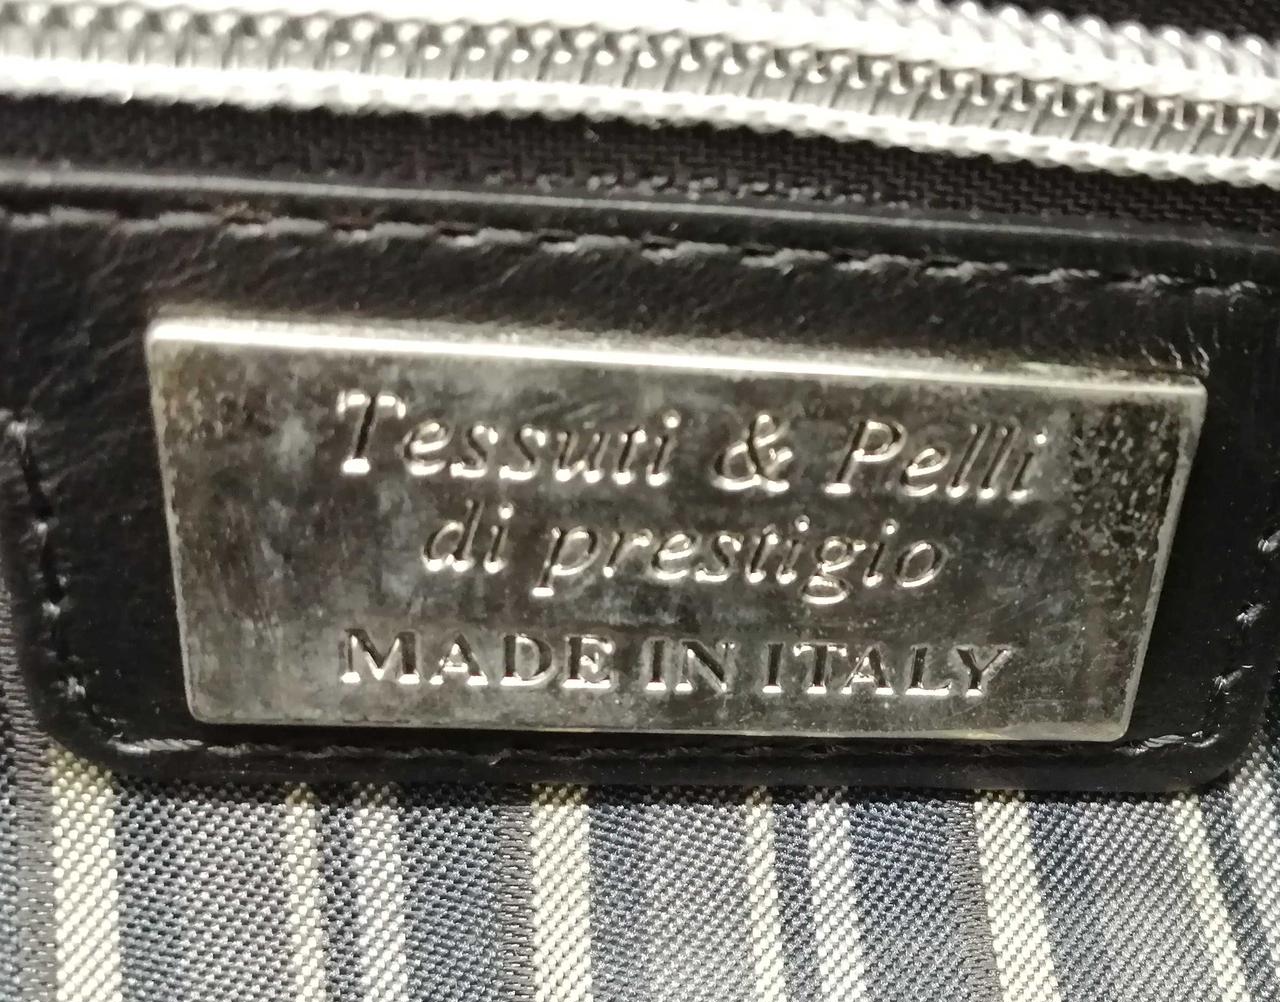 Tessuti & Pelli
di prestigio
MADE IN ITALY